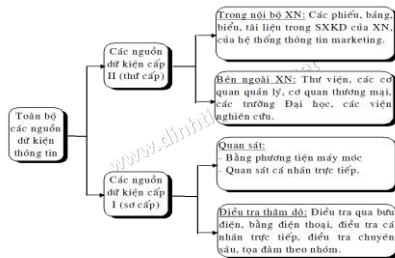 Toàn bộ
các nguồn
dữ kiện
thông tin
Các nguồn
dữ kiện cấp
II (thư cấp)
Trong nội bộ XN: Các phiếu, bảng,
biểu, tài liệu trong SXKD của XN,
của hệ thống thông tin marketing.
Bên ngoài XN: Thư viện, các cơ
quan quản lý, cơ quan thương mại,
các trường Đại học, các viện
nghiên cứu.
Các nguồn
dữ kiện cấp
I (sơ cấp)
Quan sát:
- Bằng phương tiện máy móc
- Quan sát cá nhân trực tiếp.
Điều tra thăm dò: Điều tra qua bưu
điện, bằng điện thoại, điều tra cá
nhân trực tiếp, điều tra chuyên
sâu, tọa đàm theo nhóm.